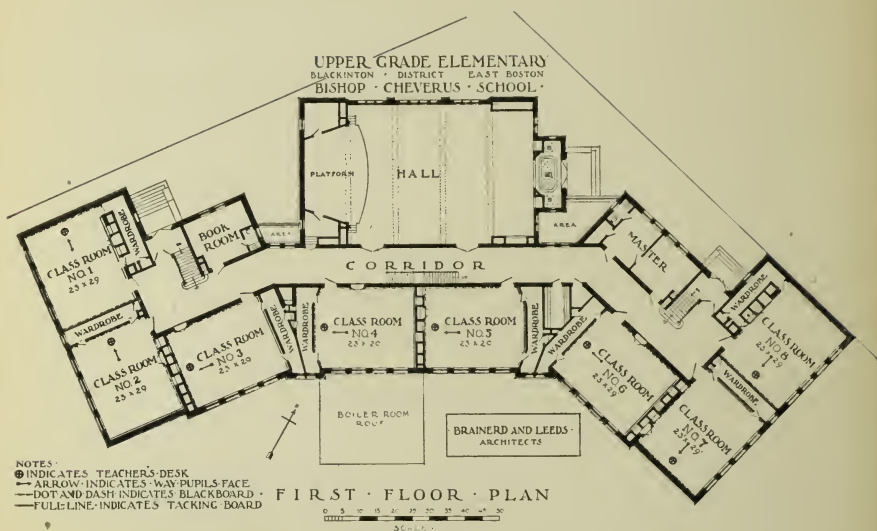 UPPER GRADE ELEMENTARY
BLACKINTON · DISTRICT EAST BOSTON
BISHOP · CHEVERUS · SCHOOL ·
PLATFORM
HALL
AREA
AREA
BOOK
ROOM
WARDROBE
CLASS ROOM
NO. 1
23 x 29
MASTER
CORRIDOR
WARDROBE
CLASS ROOM
NO. 8
23 x 29
WARDROBE
CLASS ROOM
NO. 2
23 x 29
CLASS ROOM
NO. 3
23 x 20
WARDROBE
WARDROBE
CLASS ROOM
NO. 4
23 x 20
CLASS ROOM
NO. 5
23 x 20
WARDROBE
WARDROBE
CLASS ROOM
NO. 6
23 x 29
WARDROBE
CLASS ROOM
NO. 7
23 x 29
BOILER ROOM
ROOF
BRAINERD AND LEEDS ·
ARCHITECTS
NOTES ·
INDICATES TEACHER'S DESK
ARROW · INDICATES · WAY · PUPILS · FACE
DOT AND DASH INDICATES BLACKBOARD ·
FULL · LINE · INDICATES TACKING BOARD
FIRST · FLOOR · PLAN
0 5 10 15 20 25 30 35 40 45 50
SCALE ·